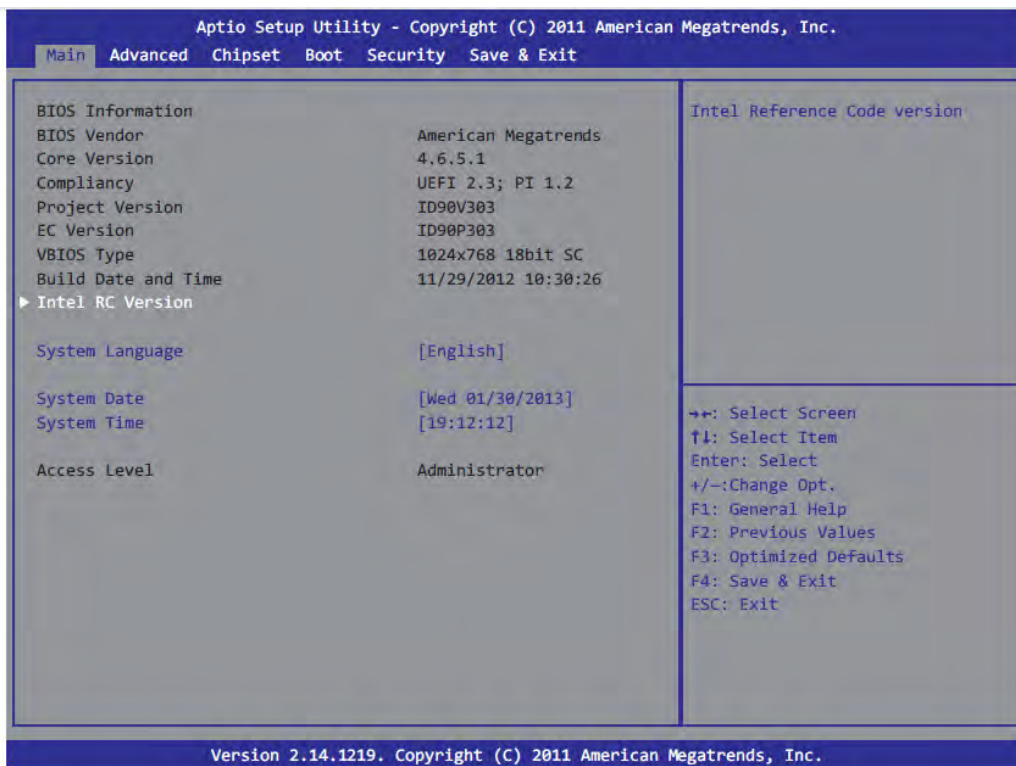 Aptio Setup Utility - Copyright (C) 2011 American Megatrends, Inc.
Main Advanced Chipset Boot Security Save & Exit
BIOS Information
BIOS Vendor American Megatrends
Core Version 4.6.5.1
Compliancy UEFI 2.3; PI 1.2
Project Version ID90V303
EC Version ID90P303
VBIOS Type 1024x768 18bit SC
Build Date and Time 11/29/2012 10:30:26
▶ Intel RC Version
System Language [English]
System Date [Wed 01/30/2013]
System Time [19:12:12]
Access Level Administrator
Intel Reference Code version
→←: Select Screen
↑↓: Select Item
Enter: Select
+/-:Change Opt.
F1: General Help
F2: Previous Values
F3: Optimized Defaults
F4: Save & Exit
ESC: Exit
Version 2.14.1219. Copyright (C) 2011 American Megatrends, Inc.